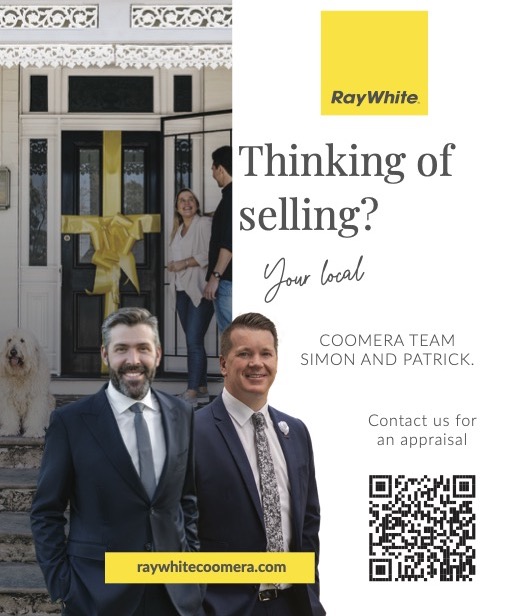 RayWhite.
Thinking of
selling?
Your local
COOMERA TEAM
SIMON AND PATRICK.
Contact us for
an appraisal
raywhitecoomera.com